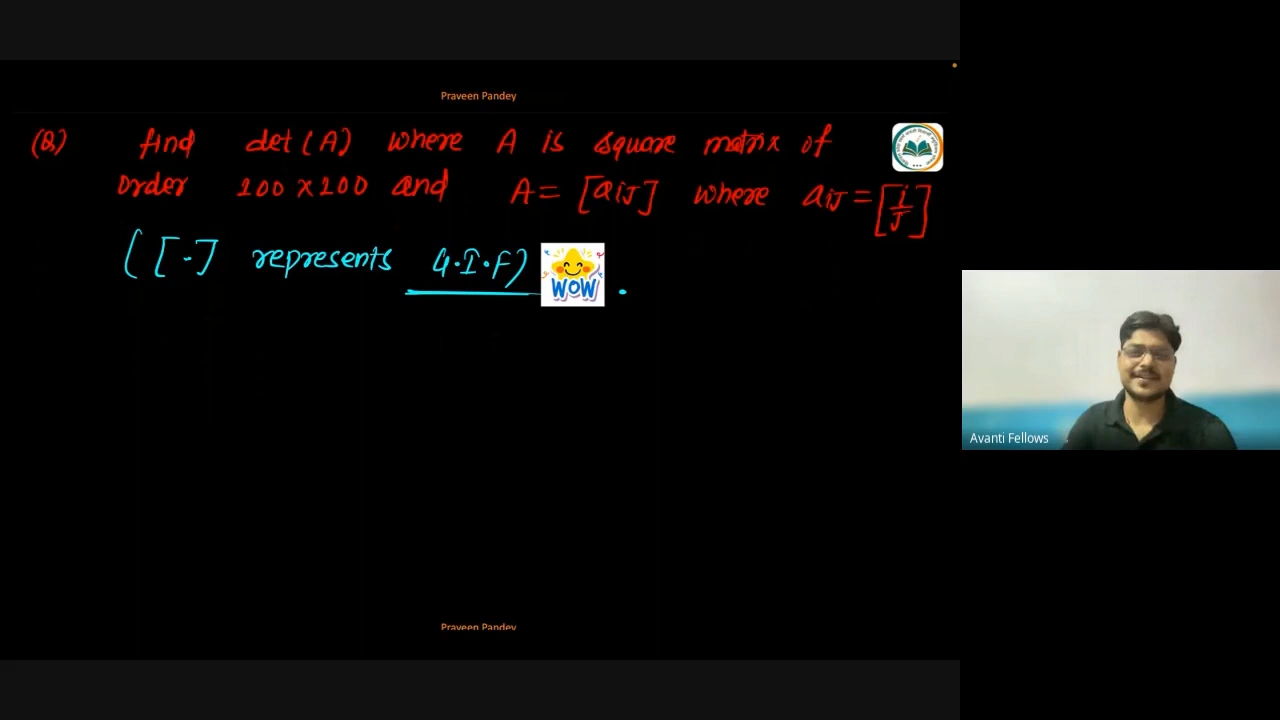 Praveen Pandey
(Q) find det (A) where A is square matrix of
order 100 × 100 and A = [aij] where aij = [i/j]
([·] represents G.I.F) WOW .
Avanti Fellows
Praveen Pandey